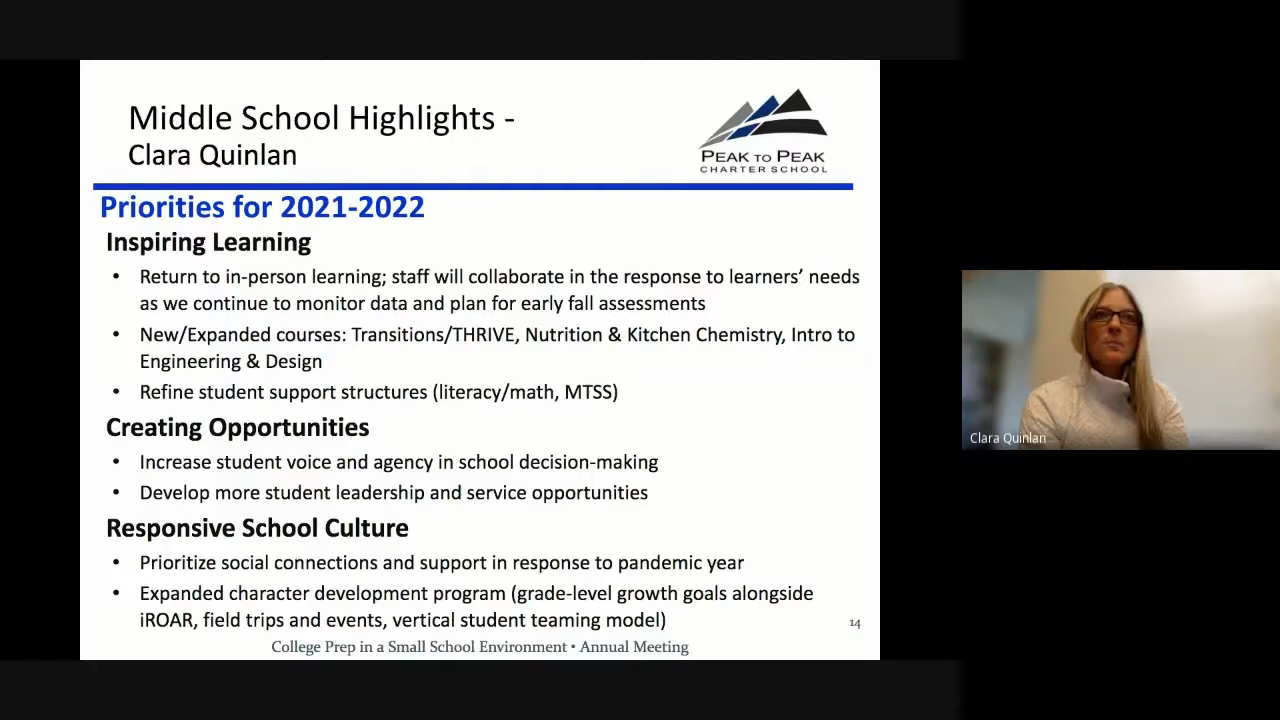 Middle School Highlights -
Clara Quinlan
PEAK TO PEAK
CHARTER SCHOOL
Priorities for 2021-2022
Inspiring Learning
• Return to in-person learning; staff will collaborate in the response to learners’ needs
as we continue to monitor data and plan for early fall assessments
• New/Expanded courses: Transitions/THRIVE, Nutrition & Kitchen Chemistry, Intro to
Engineering & Design
• Refine student support structures (literacy/math, MTSS)
Creating Opportunities
• Increase student voice and agency in school decision-making
• Develop more student leadership and service opportunities
Responsive School Culture
• Prioritize social connections and support in response to pandemic year
• Expanded character development program (grade-level growth goals alongside
iROAR, field trips and events, vertical student teaming model)
14
College Prep in a Small School Environment • Annual Meeting
Clara Quinlan